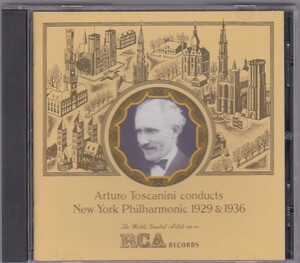 Arturo Toscanini conducts
New York Philharmonic 1929 & 1936
The World's Greatest Artists are on
RCA RECORDS